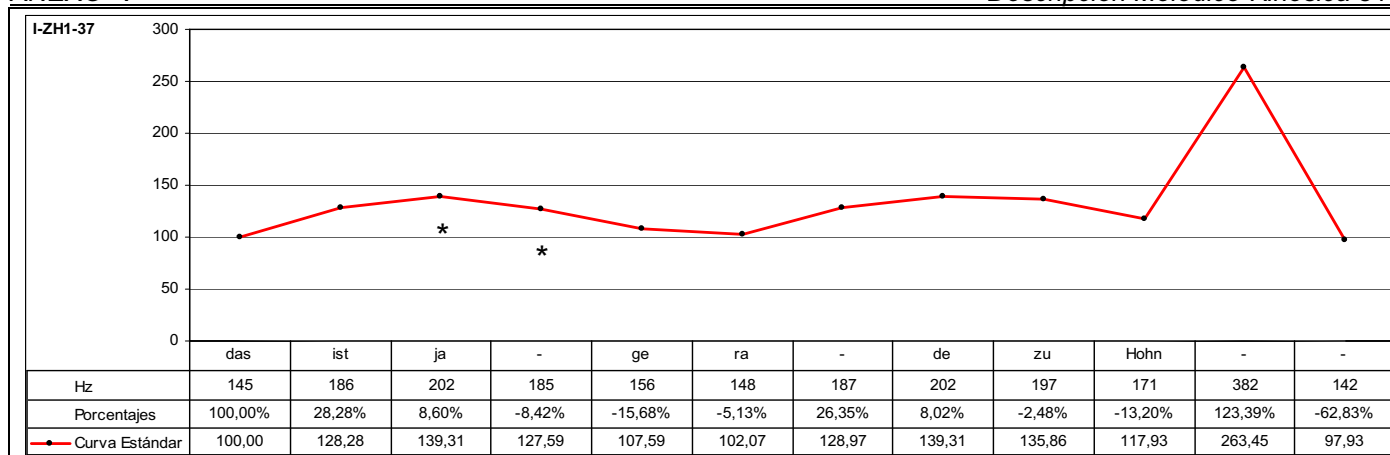 I-ZH1-37
300
250
200
150
100
50
0
* *
das ist ja - ge ra - de zu Hohn - -
Hz 145 186 202 185 156 148 187 202 197 171 382 142
Porcentajes 100,00% 28,28% 8,60% -8,42% -15,68% -5,13% 26,35% 8,02% -2,48% -13,20% 123,39% -62,83%
Curva Estándar 100,00 128,28 139,31 127,59 107,59 102,07 128,97 139,31 135,86 117,93 263,45 97,93